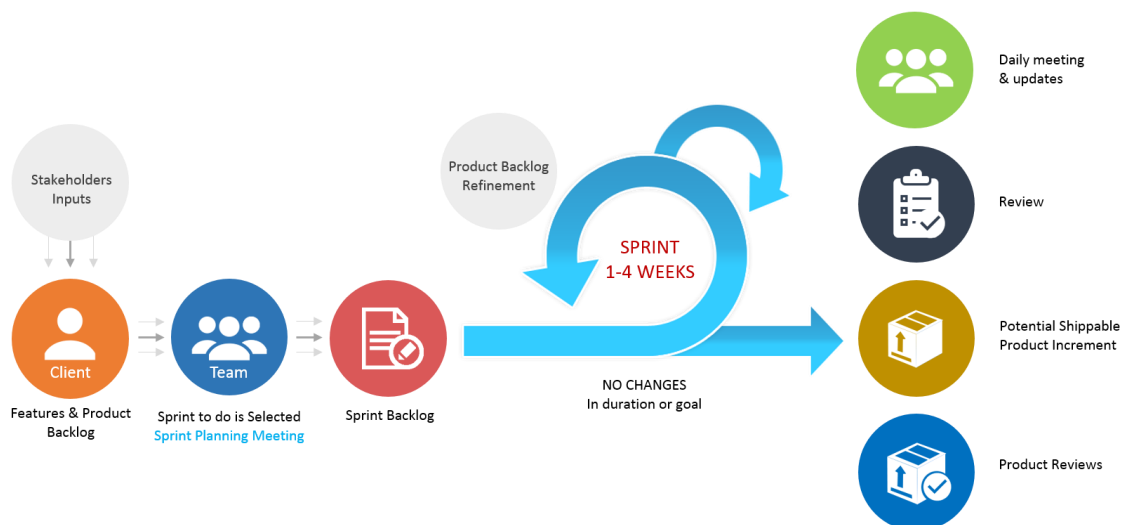 Stakeholders
Inputs
Client
Features & Product
Backlog
Team
Sprint to do is Selected
Sprint Planning Meeting
Sprint Backlog
Product Backlog
Refinement
SPRINT
1-4 WEEKS
NO CHANGES
In duration or goal
Daily meeting
& updates
Review
Potential Shippable
Product Increment
Product Reviews